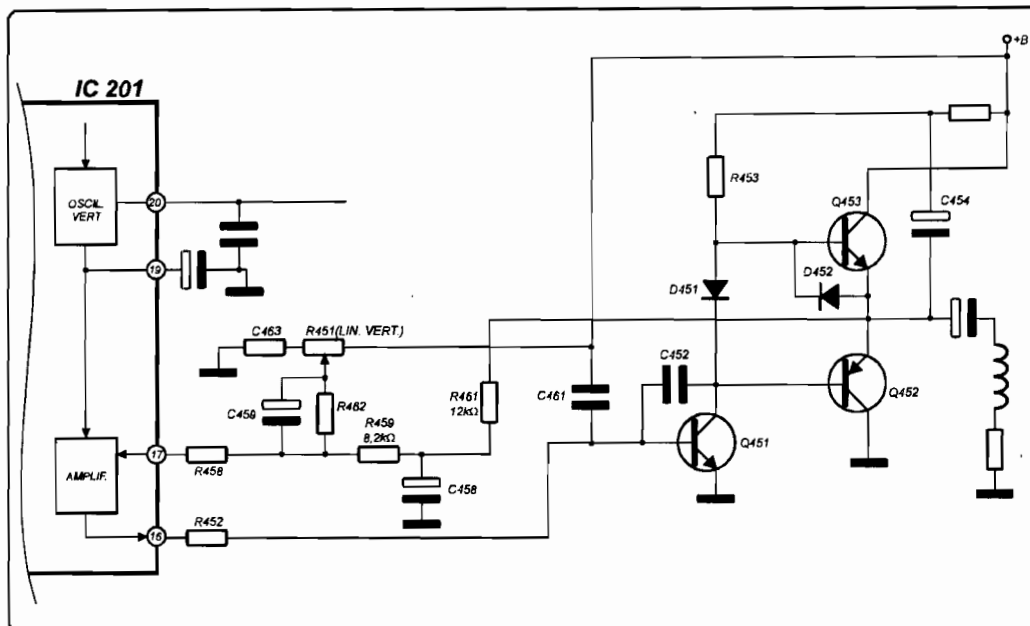 +B
IC 201
R453
OSCIL.
VERT
20
Q453
C454
19
D452
D451
C463
R451(LIN. VERT.)
C452
R461
12kΩ
C461
Q452
C459
R462
R459
8,2kΩ
Q451
17
R458
C458
AMPLIF.
16
R452